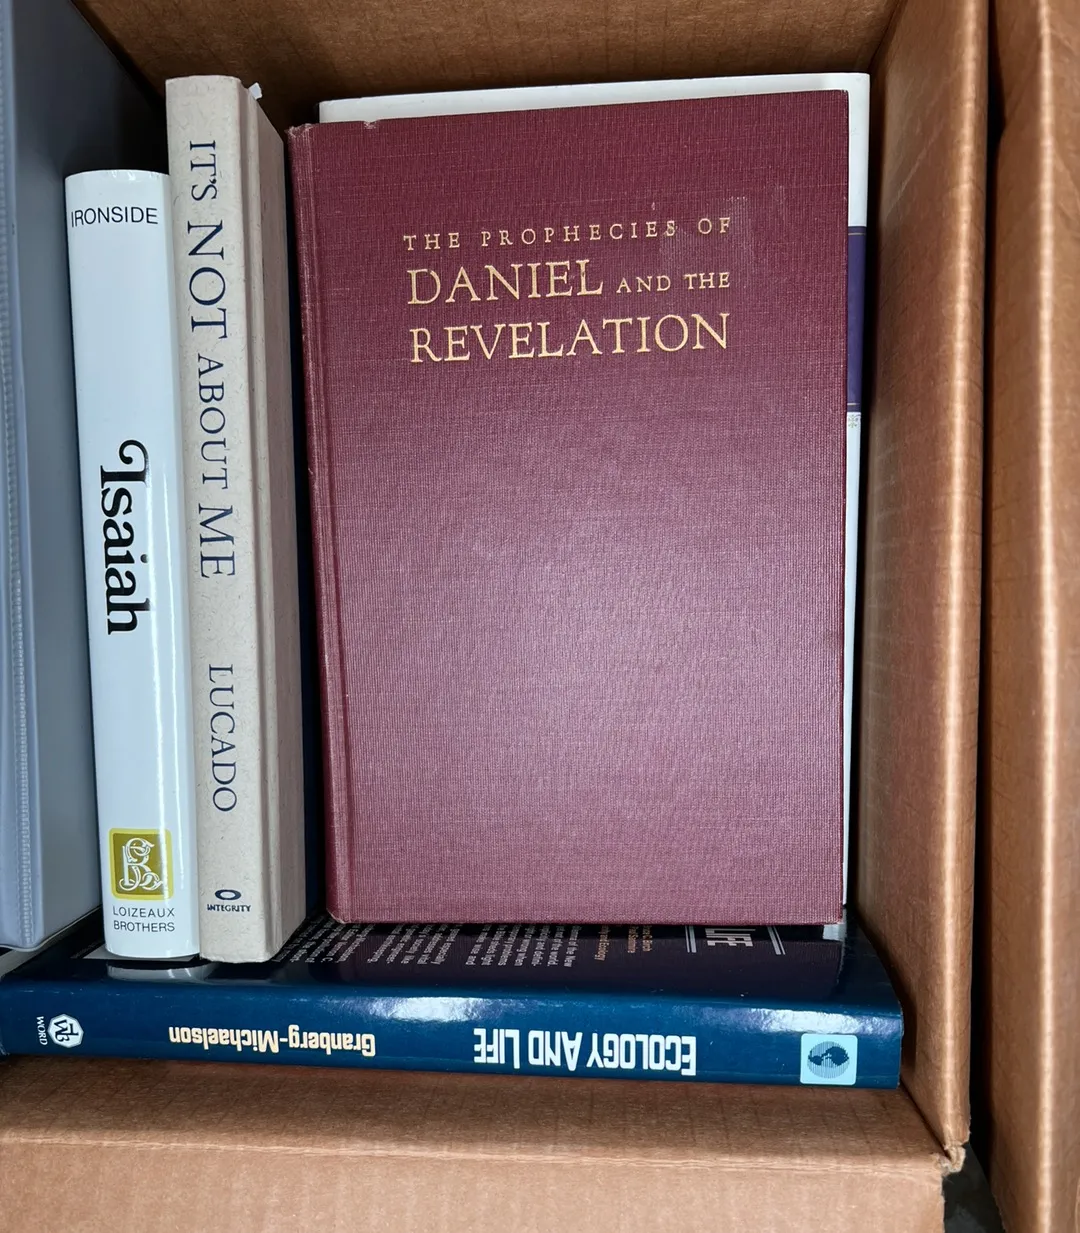 IRONSIDE
Isaiah
LOIZEAUX
BROTHERS
IT'S NOT ABOUT ME
LUCADO
INTEGRITY
THE PROPHECIES OF
DANIEL AND THE
REVELATION
LIFE
ECOLOGY AND LIFE
Granberg-Michaelson
WORD